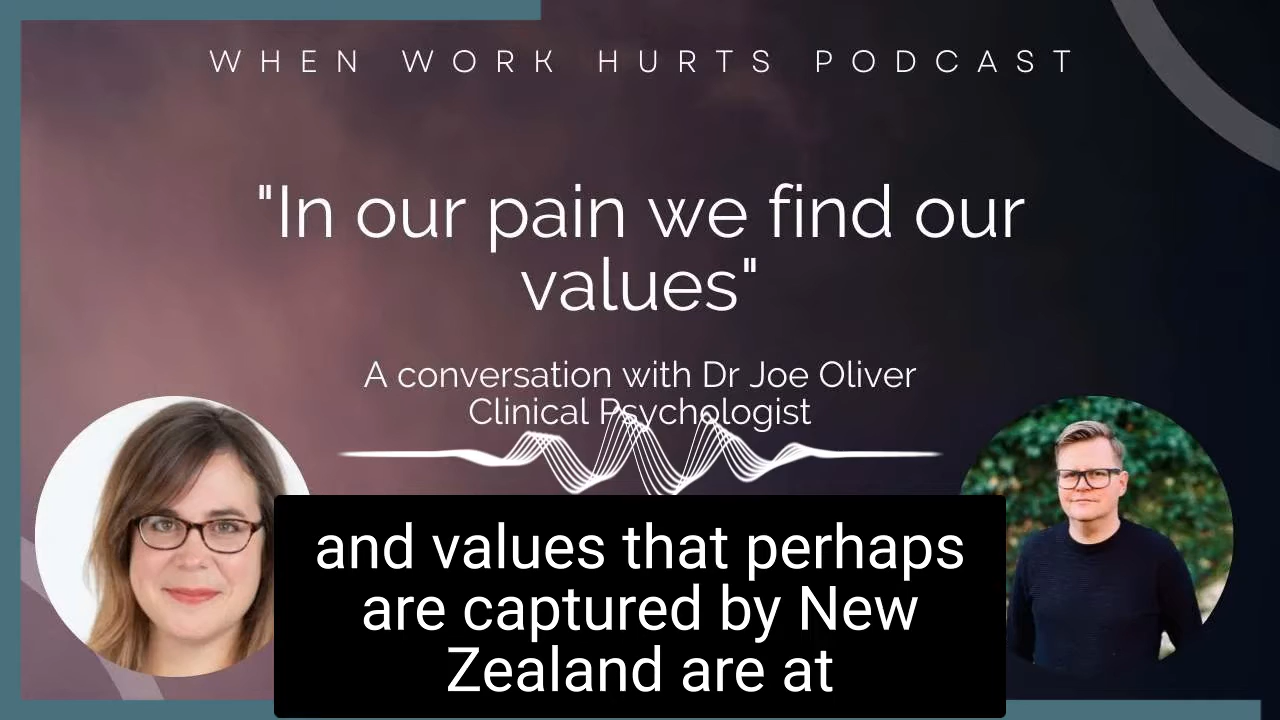 WHEN WORK HURTS PODCAST
"In our pain we find our
values"
A conversation with Dr Joe Oliver
Clinical Psychologist
and values that perhaps
are captured by New
Zealand are at